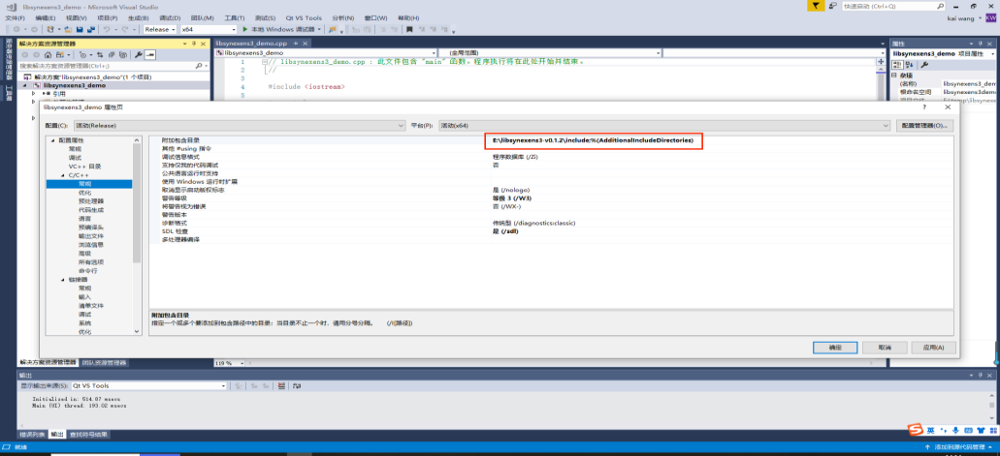 libsynexens3_demo - Microsoft Visual Studio
快速启动 (Ctrl+Q)
文件(F) 编辑(E) 视图(V) 项目(P) 生成(B) 调试(D) 团队(M) 工具(T) 测试(S) Qt VS Tools 分析(N) 窗口(W) 帮助(H)
kai wang KW
Release x64 本地 Windows 调试器
解决方案资源管理器
libsynexens3_demo.cpp
属性
libsynexens3_demo
(全局范围)
libsynexens3_demo 项目属性
搜索解决方案资源管理器(Ctrl+;)
1 // libsynexens3_demo.cpp : 此文件包含 "main" 函数。程序执行将在此处开始并结束。
2 //
3
4 #include <iostream>
5
解决方案"libsynexens3_demo"(1 个项目)
libsynexens3_demo
引用
杂项
(名称) libsynexens3_demo
根命名空间 libsynexens3demo
libsynexens3_demo 属性页
? ×
配置(C): 活动(Release)
平台(P): 活动(x64)
配置管理器(O)...
配置属性
常规
调试
VC++ 目录
C/C++
常规
优化
预处理器
代码生成
语言
预编译头
输出文件
浏览信息
高级
所有选项
命令行
链接器
常规
输入
清单文件
调试
系统
优化
附加包含目录 E:\libsynexens3-v0.1.2\include;%(AdditionalIncludeDirectories)
其他 #using 指令
调试信息格式 程序数据库 (/Zi)
支持仅我的代码调试 否
公共语言运行时支持
使用 Windows 运行时扩展
取消显示启动版权标志 是 (/nologo)
警告等级 等级 3 (/W3)
将警告视为错误 否 (/WX-)
警告版本
诊断格式 传统型 (/diagnostics:classic)
SDL 检查 是 (/sdl)
多处理器编译
附加包含目录
指定一个或多个要添加到包含路径中的目录；当目录不止一个时，请用分号分隔。 (/I[路径])
确定 取消 应用(A)
解决方案资源管理器 团队资源管理器
119 %
输出
显示输出来源(S): Qt VS Tools
Initialized in: 514.07 msecs
Main (UI) thread: 193.02 msecs
错误列表 输出 查找符号结果
英
就绪
添加到源代码管理